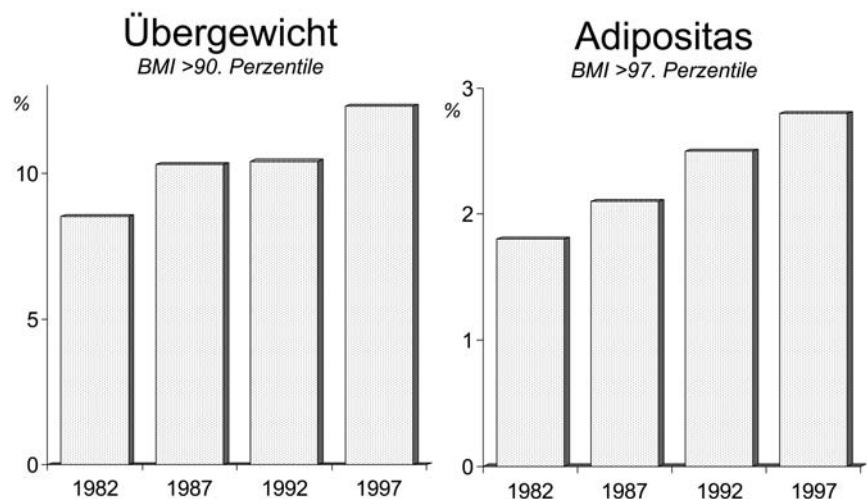 Übergewicht
BMI >90. Perzentile
%
10
5
0
1982 1987 1992 1997
Adipositas
BMI >97. Perzentile
3
%
2
1
0
1982 1987 1992 1997